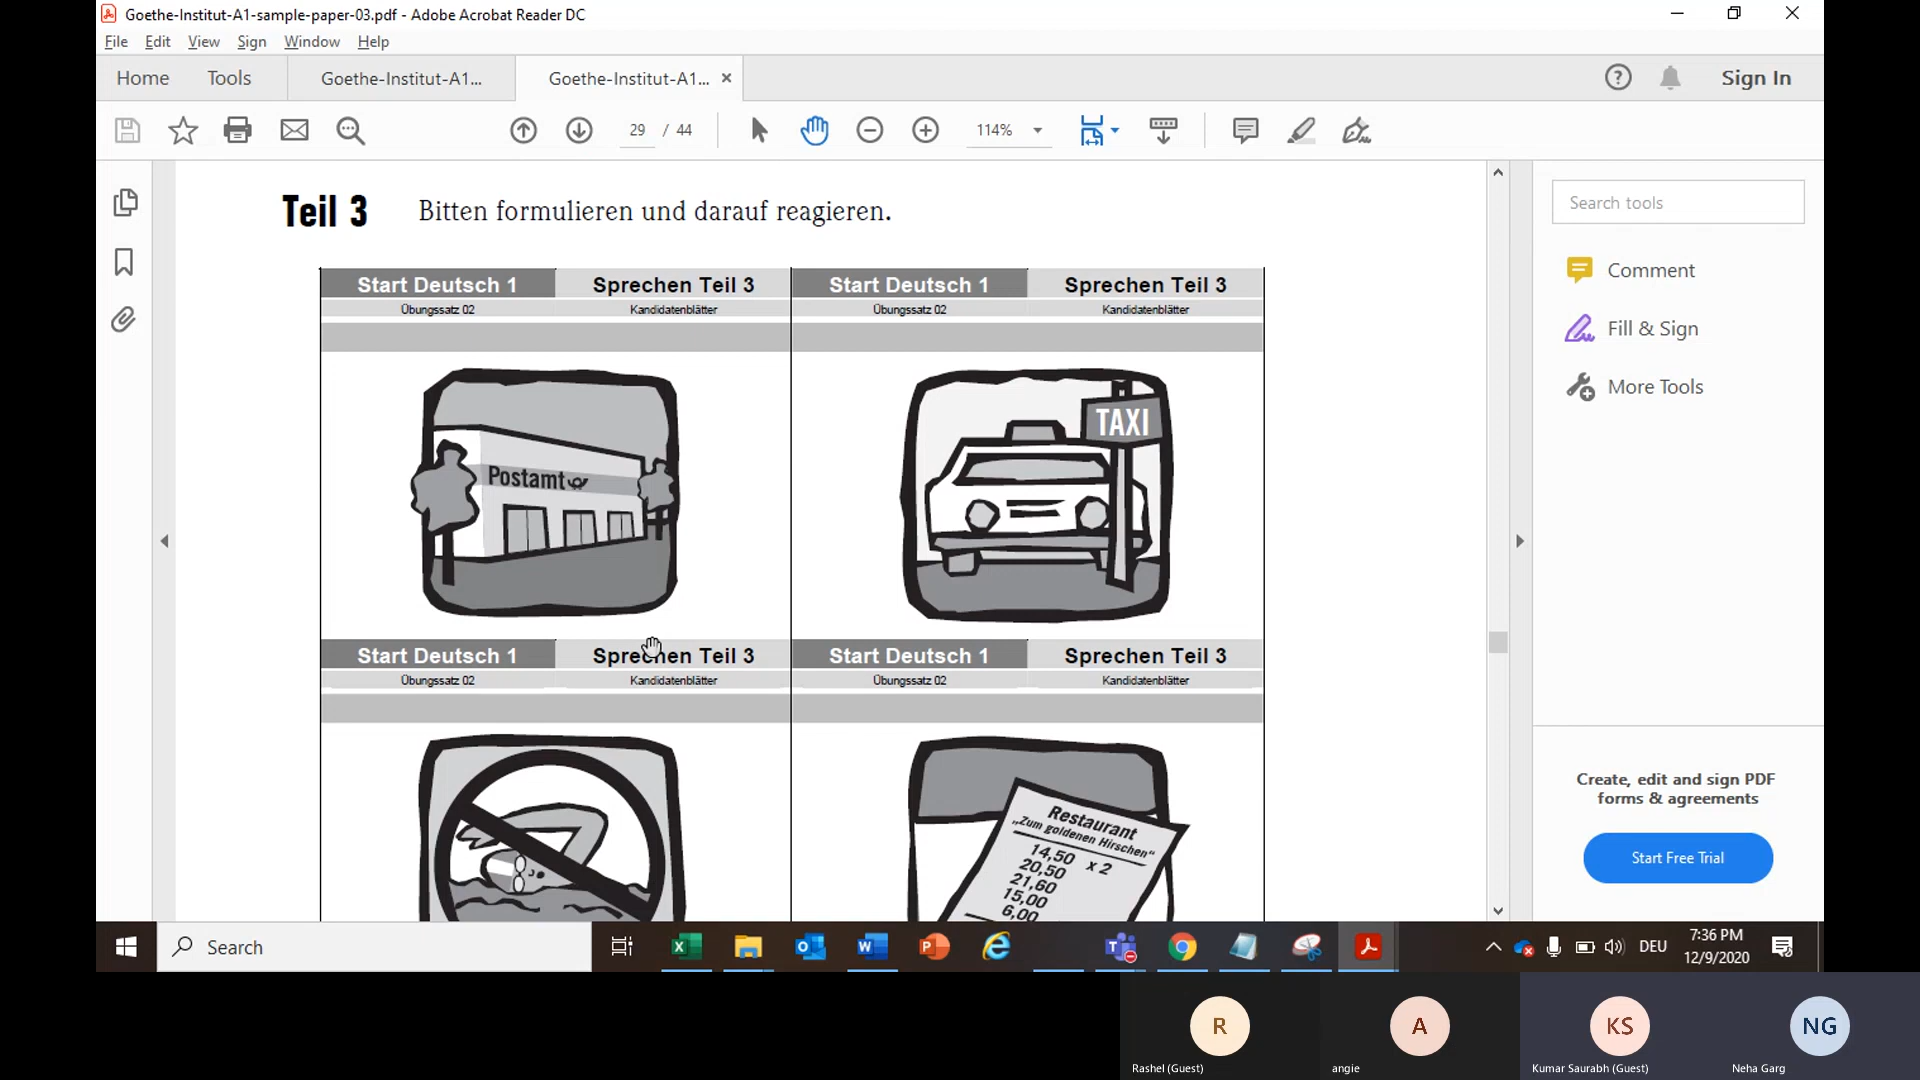 Goethe-Institut-A1-sample-paper-03.pdf - Adobe Acrobat Reader DC
File Edit View Sign Window Help
Home Tools Goethe-Institut-A1... Goethe-Institut-A1... ×
Sign In
29 / 44
114%
Teil 3 Bitten formulieren und darauf reagieren.
Start Deutsch 1 Sprechen Teil 3 Start Deutsch 1 Sprechen Teil 3
Übungssatz 02 Kandidatenblätter Übungssatz 02 Kandidatenblätter
Postamt
TAXI
Start Deutsch 1 Sprechen Teil 3 Start Deutsch 1 Sprechen Teil 3
Übungssatz 02 Kandidatenblätter Übungssatz 02 Kandidatenblätter
Restaurant
„Zum goldenen Hirschen“
14,50 x 2
20,50
21,60
15,00
6,00
Search tools
Comment
Fill & Sign
More Tools
Create, edit and sign PDF
forms & agreements
Start Free Trial
Search
DEU
7:36 PM
12/9/2020
R
A
KS
NG
Rashel (Guest)
angie
Kumar Saurabh (Guest)
Neha Garg